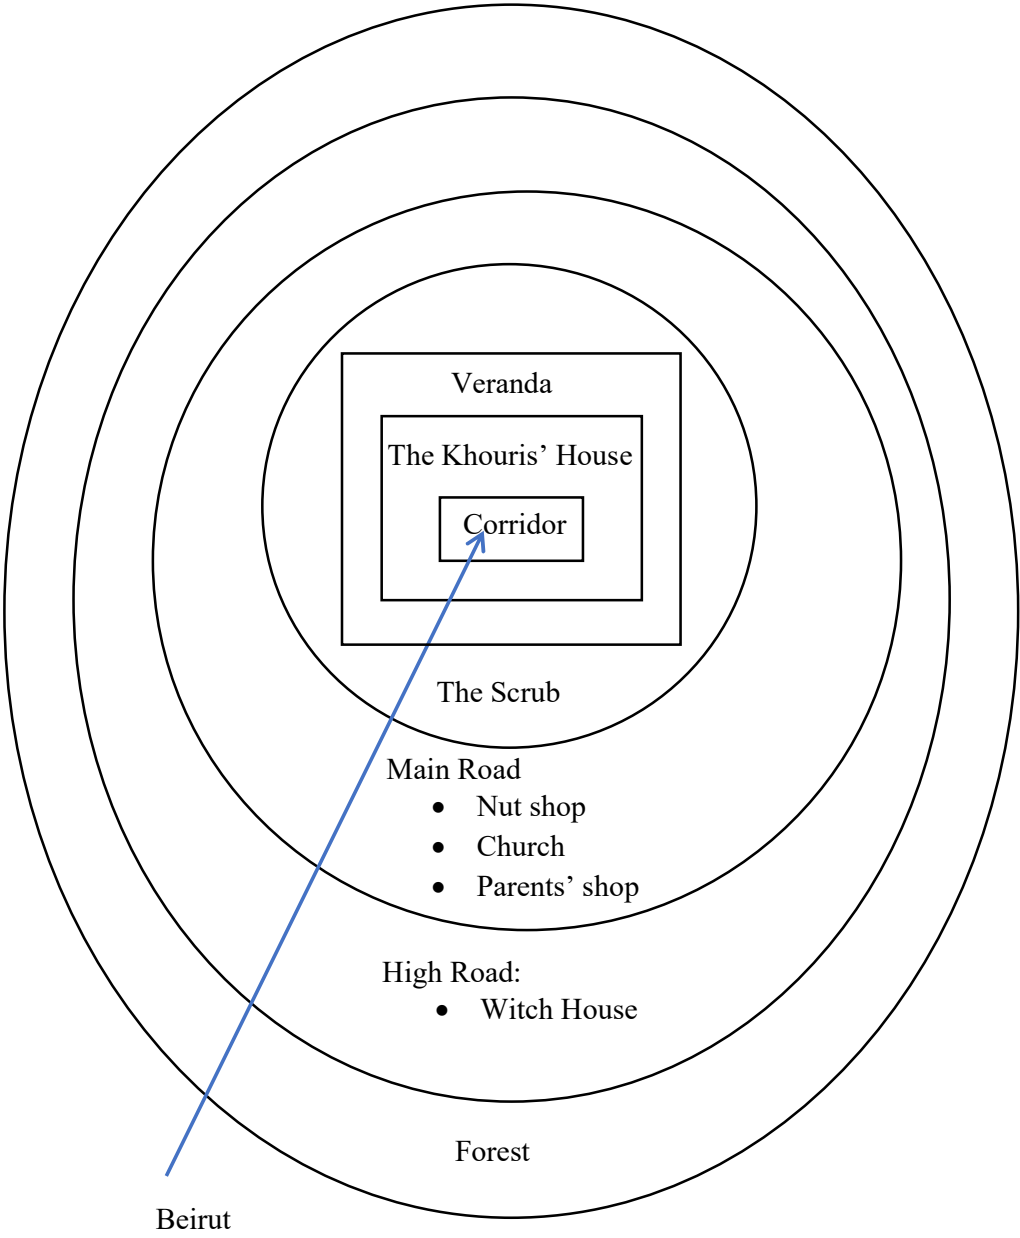 Veranda
The Khouris’ House
Corridor
The Scrub
Main Road
• Nut shop
• Church
• Parents’ shop
High Road:
• Witch House
Forest
Beirut